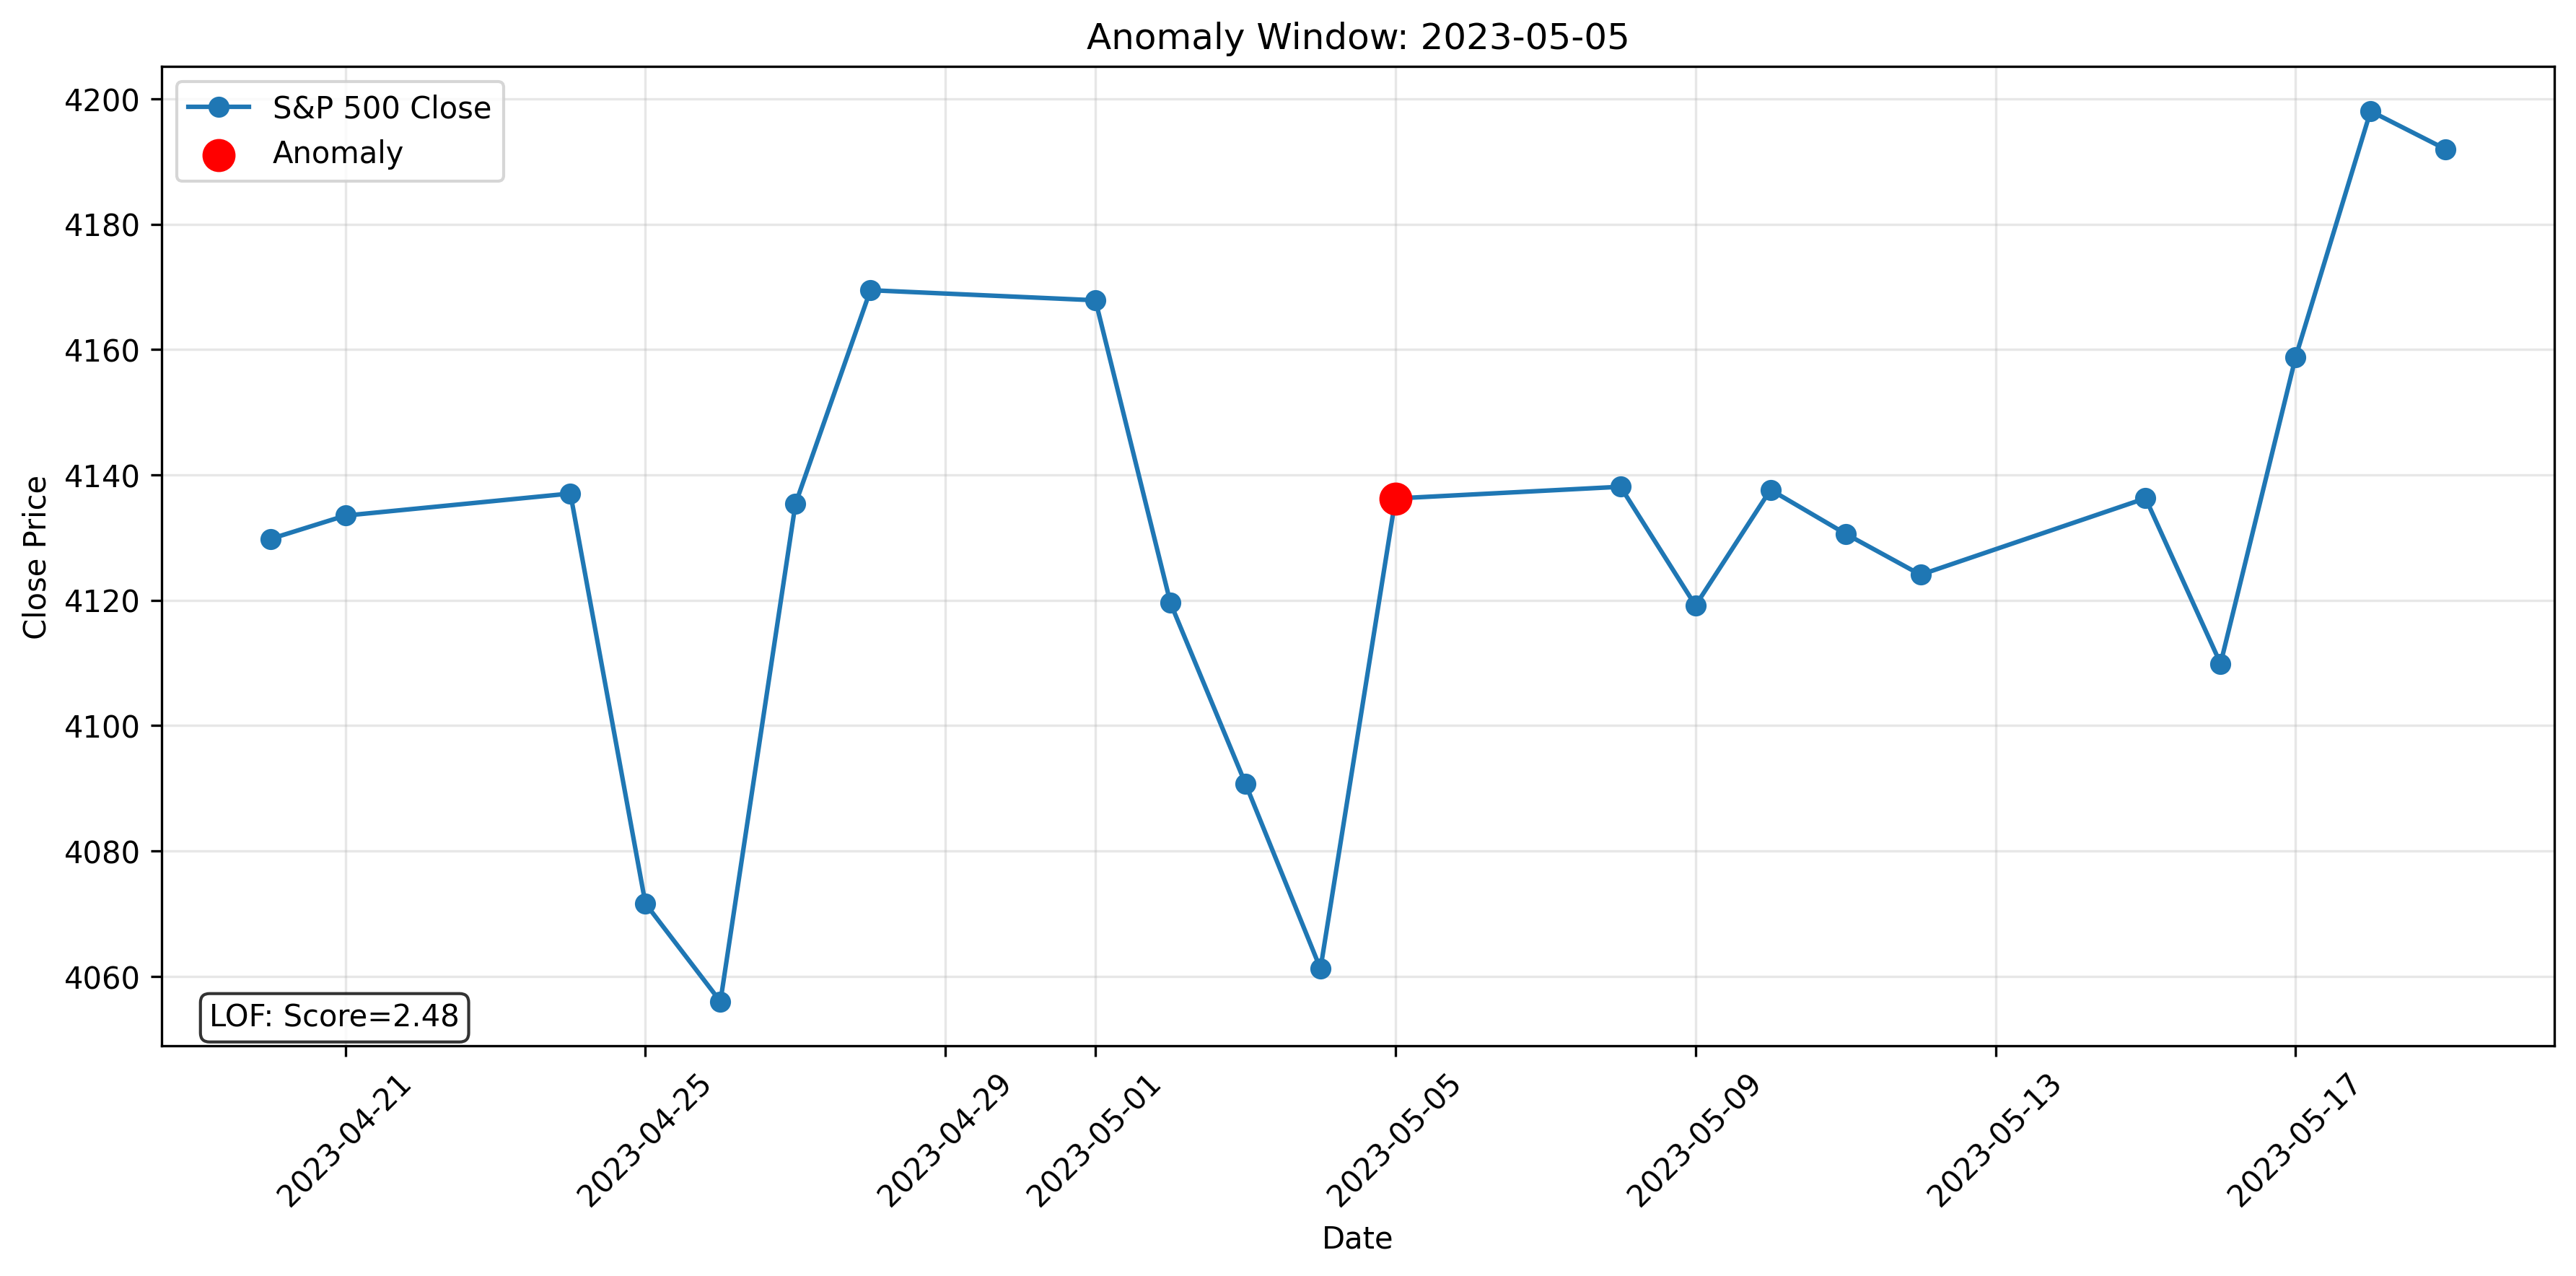 Anomaly Window: 2023-05-05
S&P 500 Close
Anomaly
4200
4180
4160
4140
4120
4100
4080
4060
Close Price
LOF: Score=2.48
2023-04-21
2023-04-25
2023-04-29
2023-05-01
2023-05-05
2023-05-09
2023-05-13
2023-05-17
Date